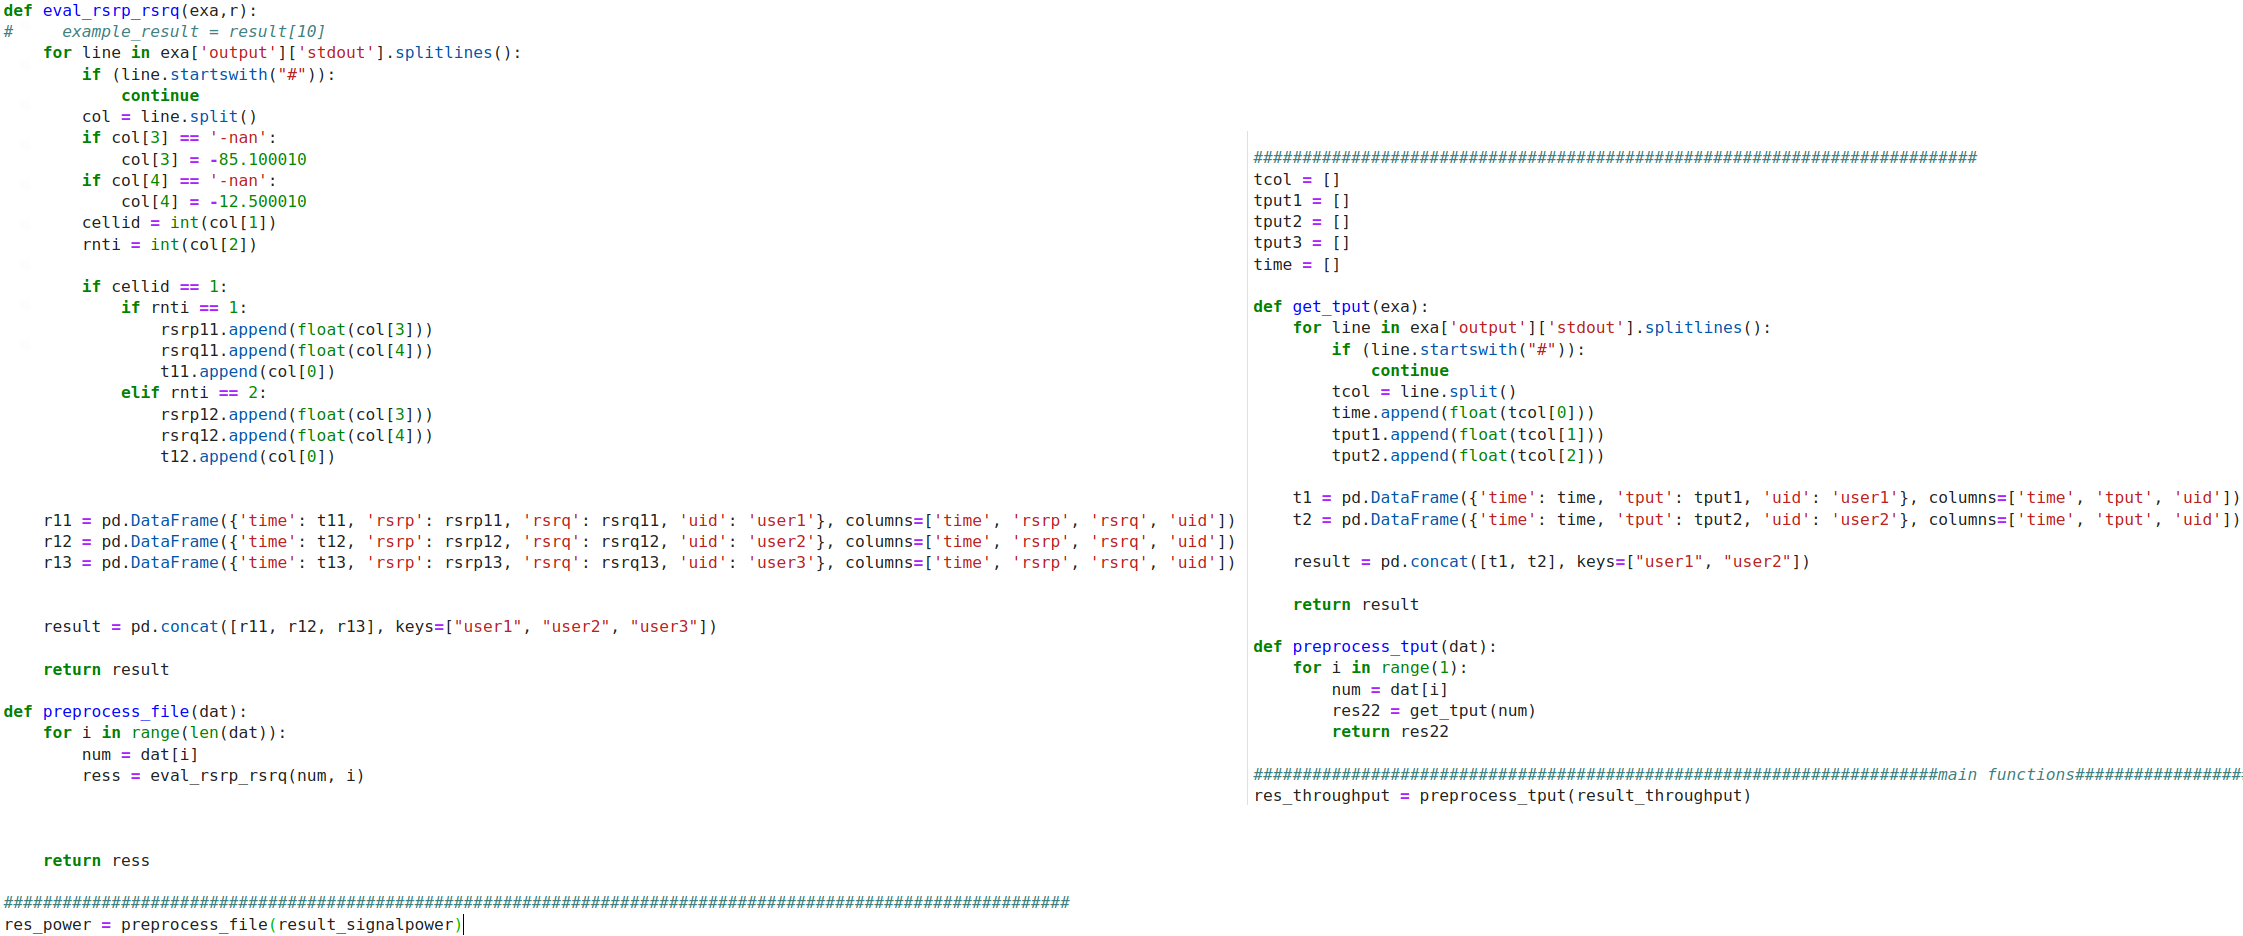 def eval_rsrp_rsrq(exa,r):
#     example_result = result[10]
    for line in exa['output']['stdout'].splitlines():
        if (line.startswith("#")):
            continue
        col = line.split()
        if col[3] == '-nan':
            col[3] = -85.100010
        if col[4] == '-nan':
            col[4] = -12.500010
        cellid = int(col[1])
        rnti = int(col[2])

        if cellid == 1:
            if rnti == 1:
                rsrp11.append(float(col[3]))
                rsrq11.append(float(col[4]))
                t11.append(col[0])
            elif rnti == 2:
                rsrp12.append(float(col[3]))
                rsrq12.append(float(col[4]))
                t12.append(col[0])

    r11 = pd.DataFrame({'time': t11, 'rsrp': rsrp11, 'rsrq': rsrq11, 'uid': 'user1'}, columns=['time', 'rsrp', 'rsrq', 'uid'])
    r12 = pd.DataFrame({'time': t12, 'rsrp': rsrp12, 'rsrq': rsrq12, 'uid': 'user2'}, columns=['time', 'rsrp', 'rsrq', 'uid'])
    r13 = pd.DataFrame({'time': t13, 'rsrp': rsrp13, 'rsrq': rsrq13, 'uid': 'user3'}, columns=['time', 'rsrp', 'rsrq', 'uid'])

    result = pd.concat([r11, r12, r13], keys=["user1", "user2", "user3"])

    return result

def preprocess_file(dat):
    for i in range(len(dat)):
        num = dat[i]
        ress = eval_rsrp_rsrq(num, i)

    return ress

#############################################################################################################
res_power = preprocess_file(result_signalpower)

##########################################################################
tcol = []
tput1 = []
tput2 = []
tput3 = []
time = []

def get_tput(exa):
    for line in exa['output']['stdout'].splitlines():
        if (line.startswith("#")):
            continue
        tcol = line.split()
        time.append(float(tcol[0]))
        tput1.append(float(tcol[1]))
        tput2.append(float(tcol[2]))

    t1 = pd.DataFrame({'time': time, 'tput': tput1, 'uid': 'user1'}, columns=['time', 'tput', 'uid'])
    t2 = pd.DataFrame({'time': time, 'tput': tput2, 'uid': 'user2'}, columns=['time', 'tput', 'uid'])

    result = pd.concat([t1, t2], keys=["user1", "user2"])

    return result

def preprocess_tput(dat):
    for i in range(1):
        num = dat[i]
        res22 = get_tput(num)
        return res22

######################################################################main functions#################
res_throughput = preprocess_tput(result_throughput)